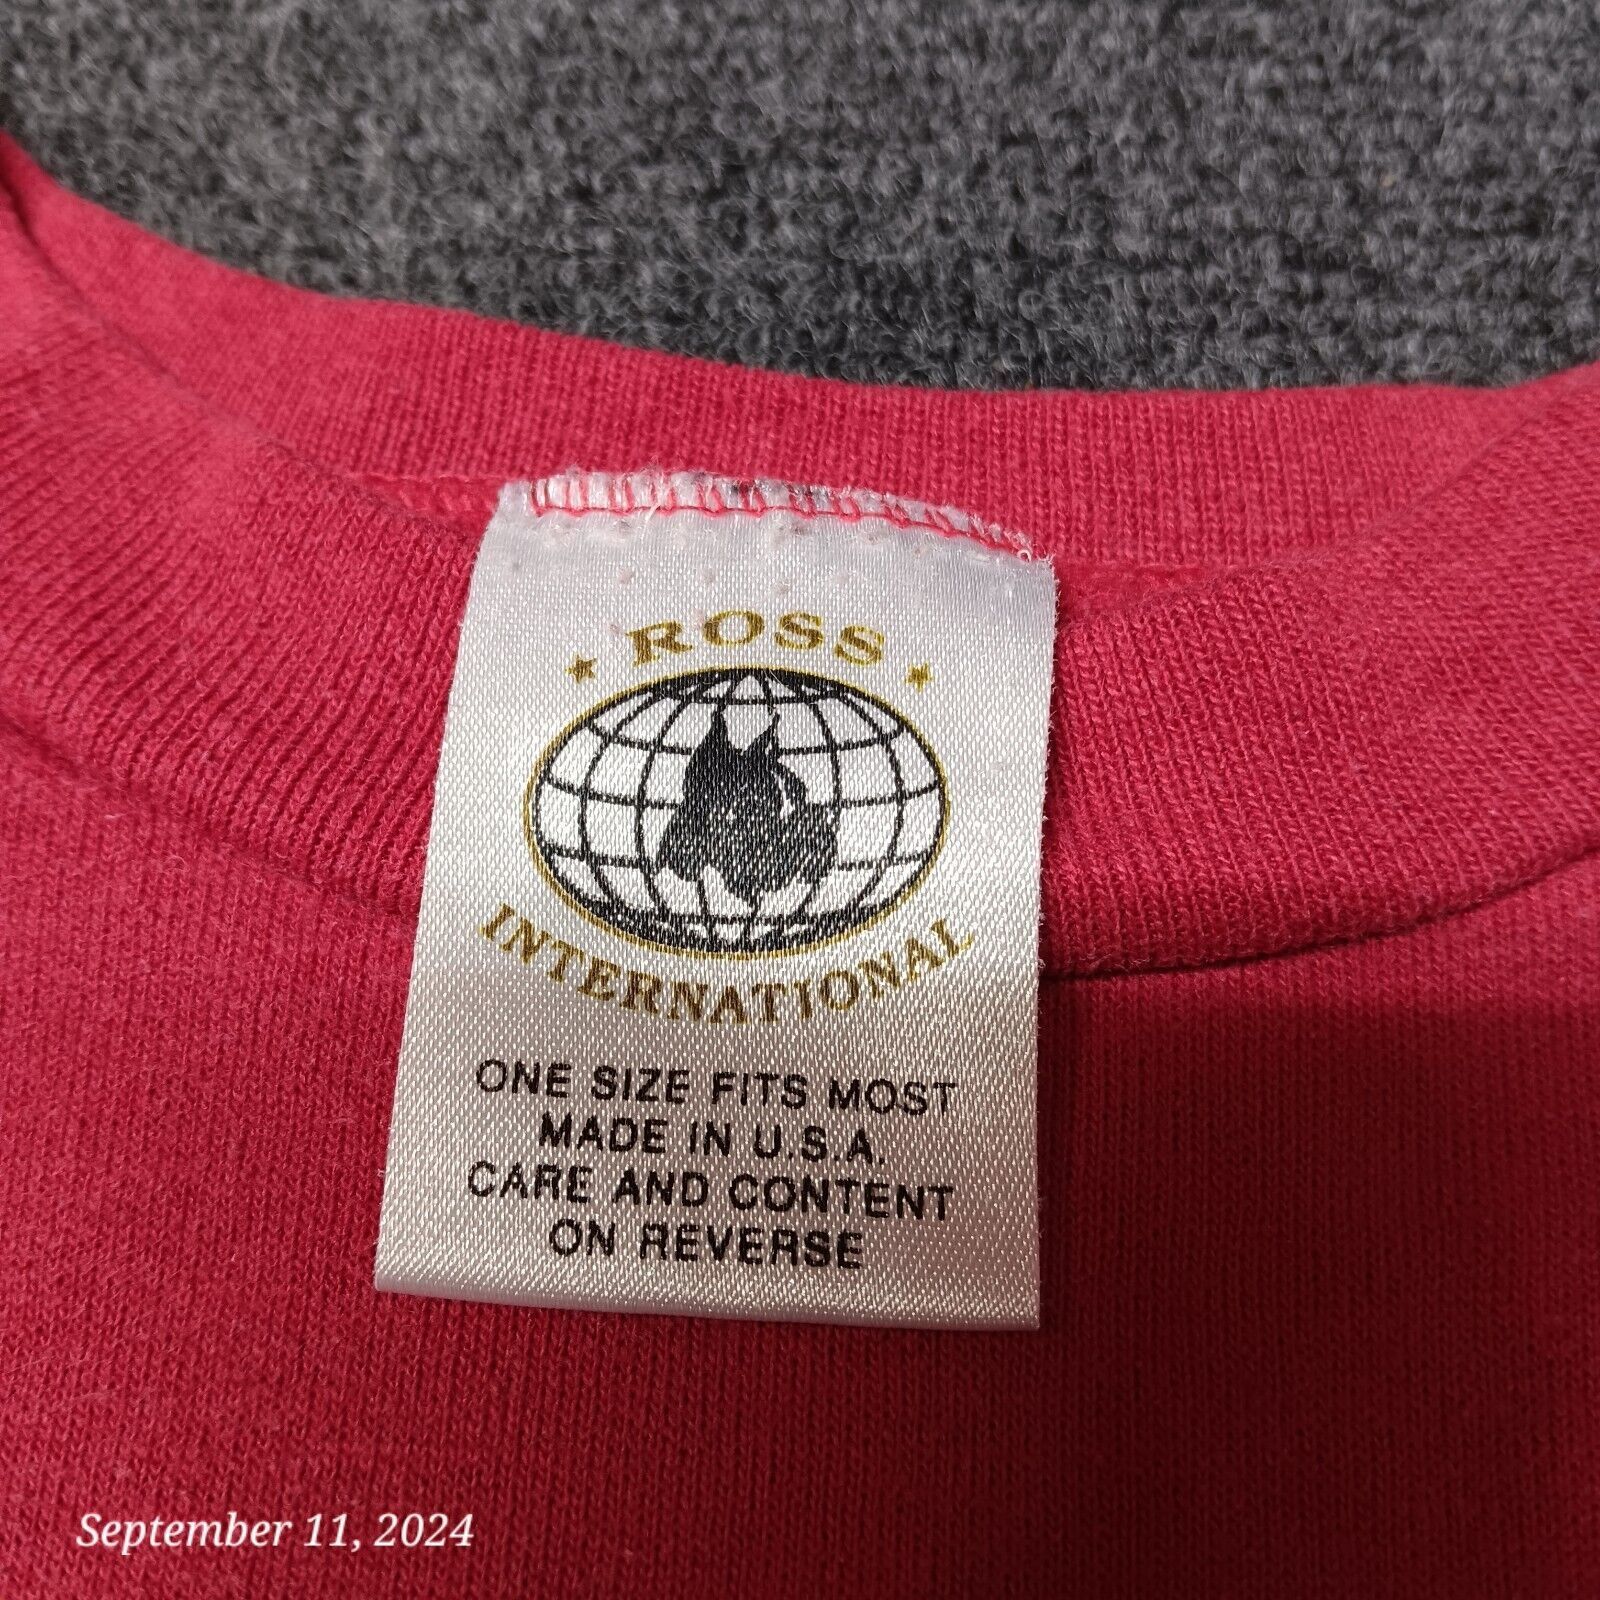 ROSS
INTERNATIONAL
ONE SIZE FITS MOST
MADE IN U.S.A.
CARE AND CONTENT
ON REVERSE
September 11, 2024